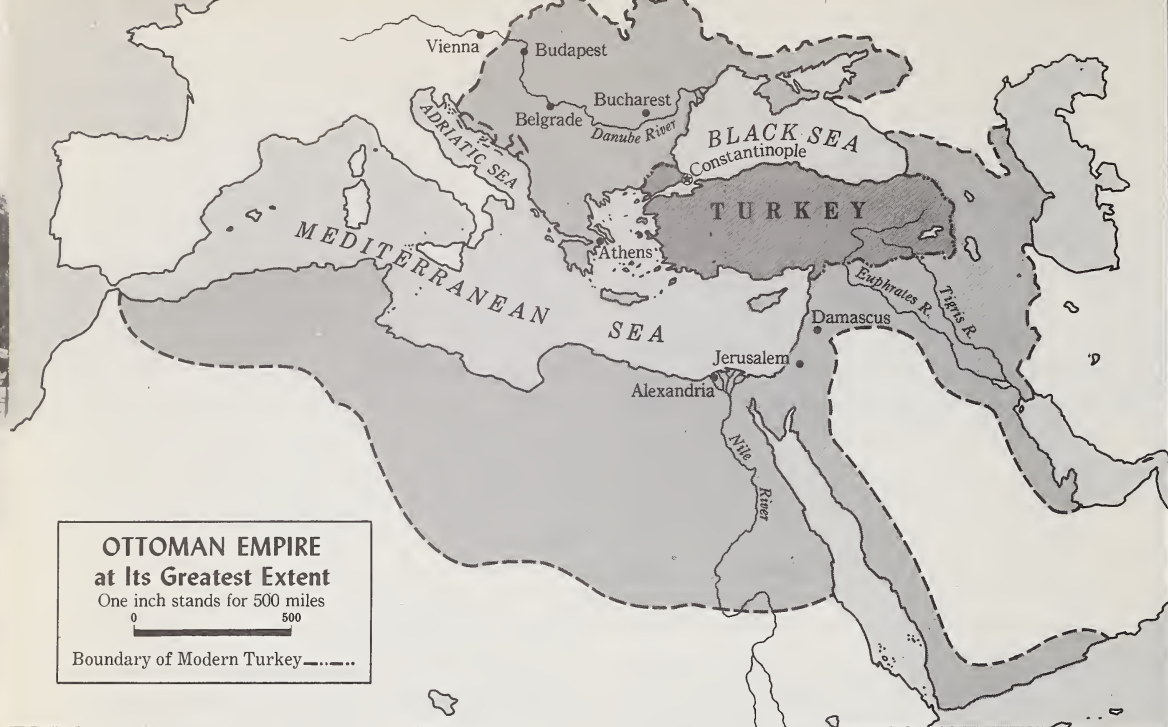 Vienna
Budapest
Belgrade
Bucharest
Danube River
ADRIATIC SEA
BLACK SEA
Constantinople
TURKEY
MEDITERRANEAN SEA
Athens
Euphrates R.
Tigris R.
Damascus
Jerusalem
Alexandria
Nile River
OTTOMAN EMPIRE
at Its Greatest Extent
One inch stands for 500 miles
0 500
Boundary of Modern Turkey